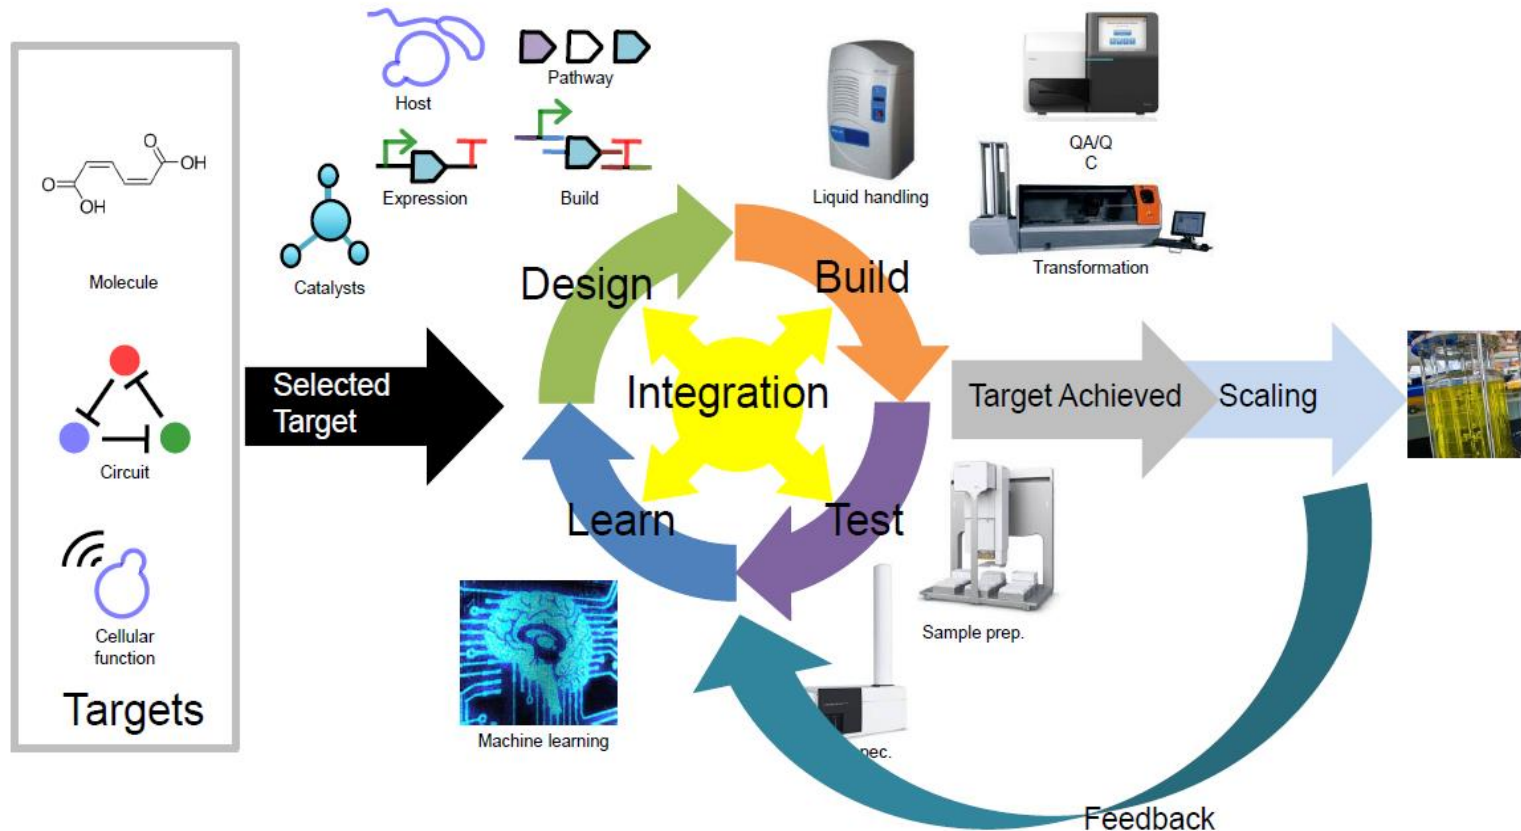 Host
Pathway
Expression
Build
Catalysts
O
OH
O
OH
Molecule
Circuit
Cellular
function
Targets
Selected
Target
Design
Build
Integration
Learn
Test
Liquid handling
QA/Q
C
Transformation
Target Achieved
Scaling
Sample prep.
Machine learning
pec.
Feedback